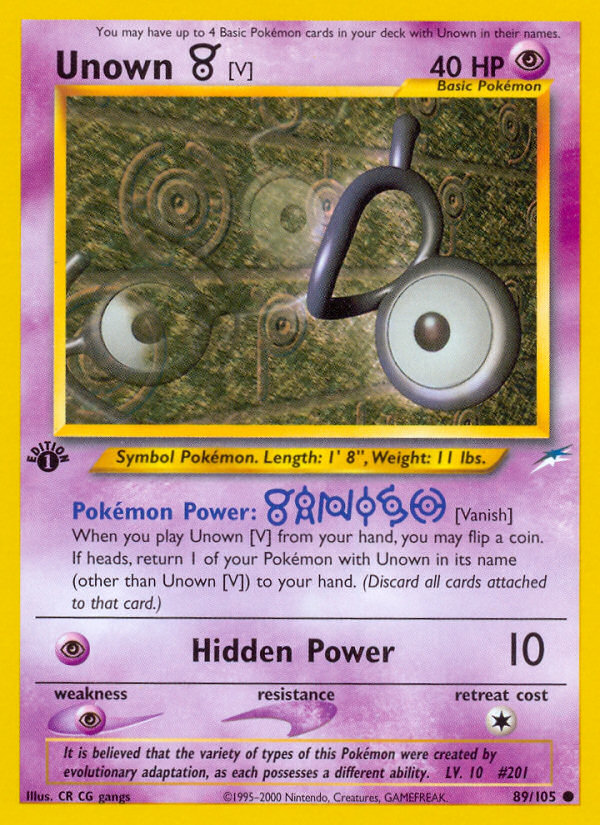 You may have up to 4 Basic Pokémon cards in your deck with Unown in their names.
Unown [V] 40 HP
Basic Pokémon
EDITION
1
Symbol Pokémon. Length: 1' 8", Weight: 11 lbs.
Pokémon Power: VANISH [Vanish]
When you play Unown [V] from your hand, you may flip a coin.
If heads, return 1 of your Pokémon with Unown in its name
(other than Unown [V]) to your hand. (Discard all cards attached
to that card.)
Hidden Power 10
weakness resistance retreat cost
It is believed that the variety of types of this Pokémon were created by
evolutionary adaptation, as each possesses a different ability. LV. 10 #201
Illus. CR CG gangs ©1995-2000 Nintendo, Creatures, GAMEFREAK. 89/105